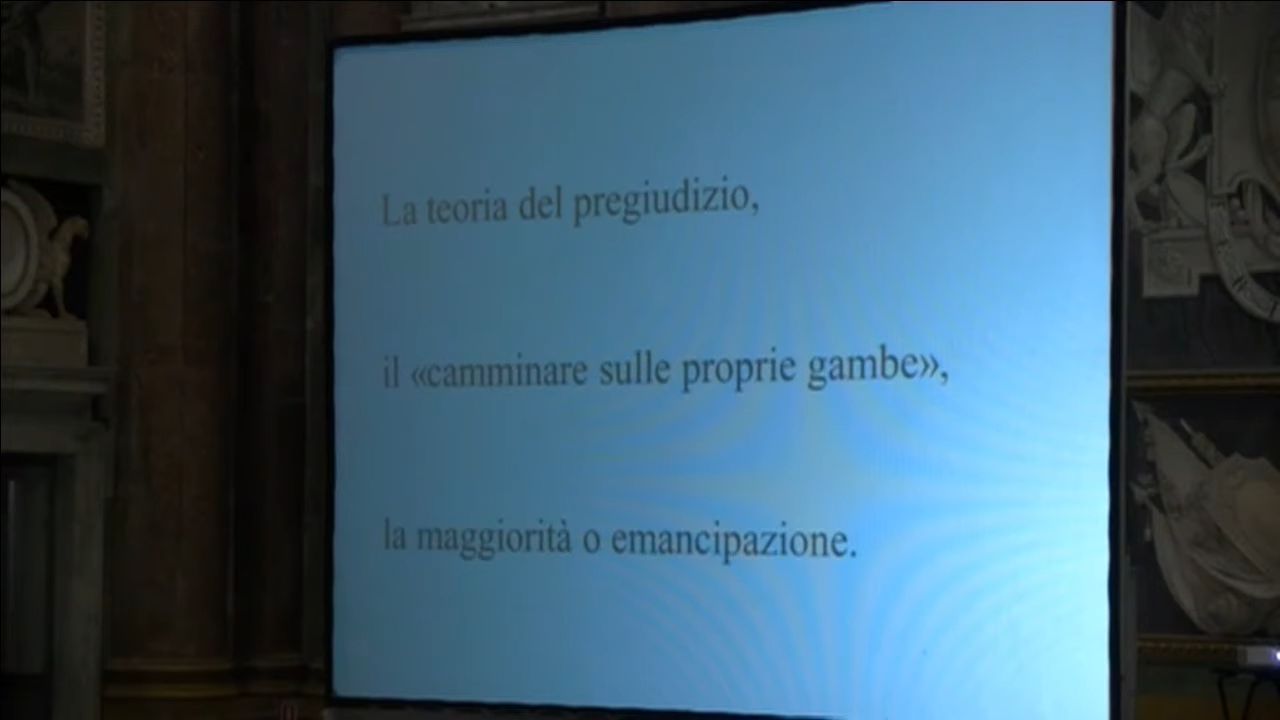 La teoria del pregiudizio,
il «camminare sulle proprie gambe»,
la maggiorità o emancipazione.